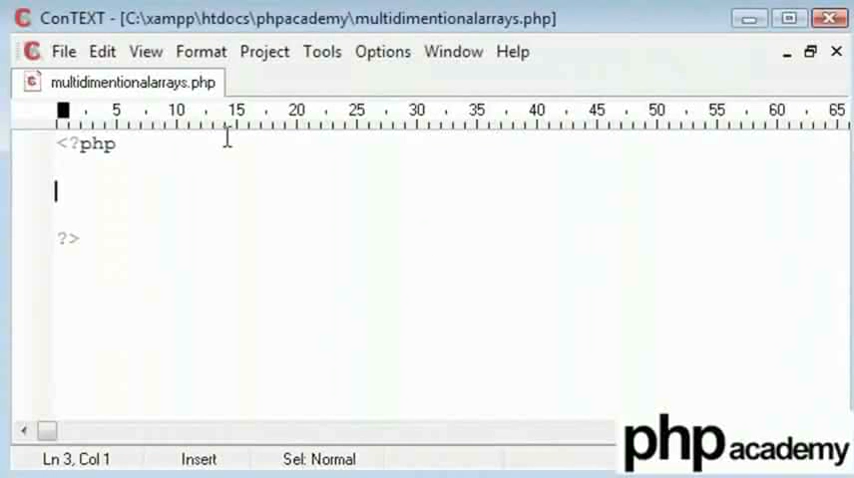 ConTEXT - [C:\xampp\htdocs\phpacademy\multidimentionalarrays.php]
File Edit View Format Project Tools Options Window Help
multidimentionalarrays.php
5 10 15 20 25 30 35 40 45 50 55 60 65
<?php
?>
php academy
Ln 3, Col 1 Insert Sel: Normal